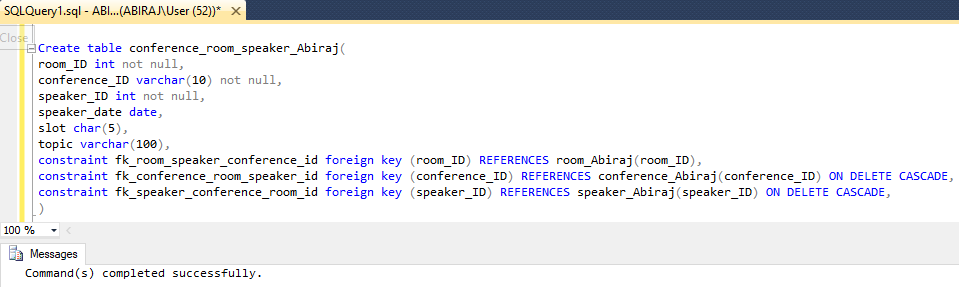 SQLQuery1.sql - ABI...(ABIRAJ\User (52))* ×
Close
Create table conference_room_speaker_Abiraj(
room_ID int not null,
conference_ID varchar(10) not null,
speaker_ID int not null,
speaker_date date,
slot char(5),
topic varchar(100),
constraint fk_room_speaker_conference_id foreign key (room_ID) REFERENCES room_Abiraj(room_ID),
constraint fk_conference_room_speaker_id foreign key (conference_ID) REFERENCES conference_Abiraj(conference_ID) ON DELETE CASCADE,
constraint fk_speaker_conference_room_id foreign key (speaker_ID) REFERENCES speaker_Abiraj(speaker_ID) ON DELETE CASCADE,
)
100 %
Messages
Command(s) completed successfully.